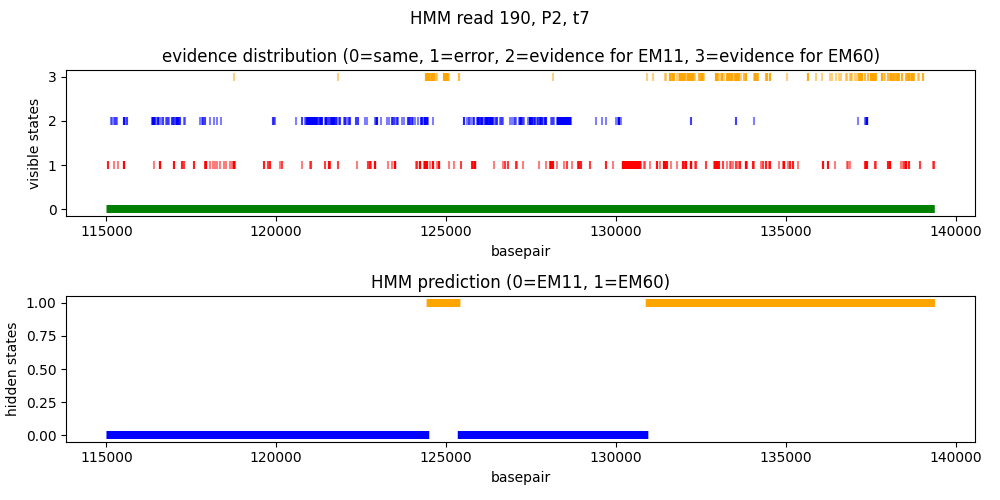 HMM read 190, P2, t7
evidence distribution (0=same, 1=error, 2=evidence for EM11, 3=evidence for EM60)
visible states
3
2
1
0
115000 120000 125000 130000 135000 140000
basepair
HMM prediction (0=EM11, 1=EM60)
hidden states
1.00
0.75
0.50
0.25
0.00
115000 120000 125000 130000 135000 140000
basepair